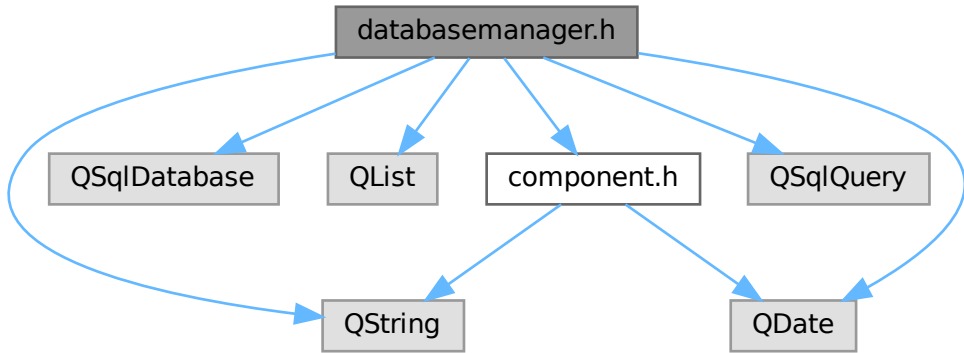 databasemanager.h
QSqlDatabase
QList
component.h
QSqlQuery
QString
QDate